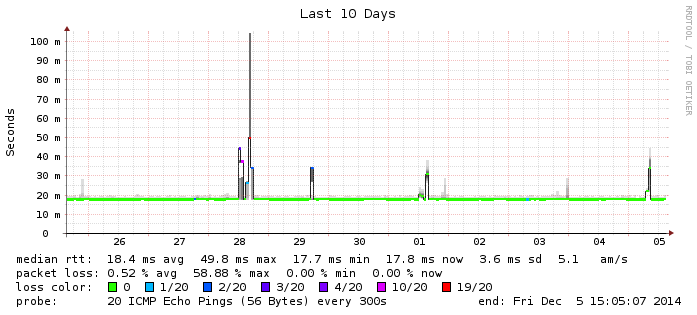 Last 10 Days
RRDTOOL / TOBI OETIKER
Seconds
100 m
90 m
80 m
70 m
60 m
50 m
40 m
30 m
20 m
10 m
0
26 27 28 29 30 01 02 03 04 05
median rtt: 18.4 ms avg 49.8 ms max 17.7 ms min 17.8 ms now 3.6 ms sd 5.1 am/s
packet loss: 0.52 % avg 58.88 % max 0.00 % min 0.00 % now
loss color: 0 1/20 2/20 3/20 4/20 10/20 19/20
probe: 20 ICMP Echo Pings (56 Bytes) every 300s end: Fri Dec 5 15:05:07 2014